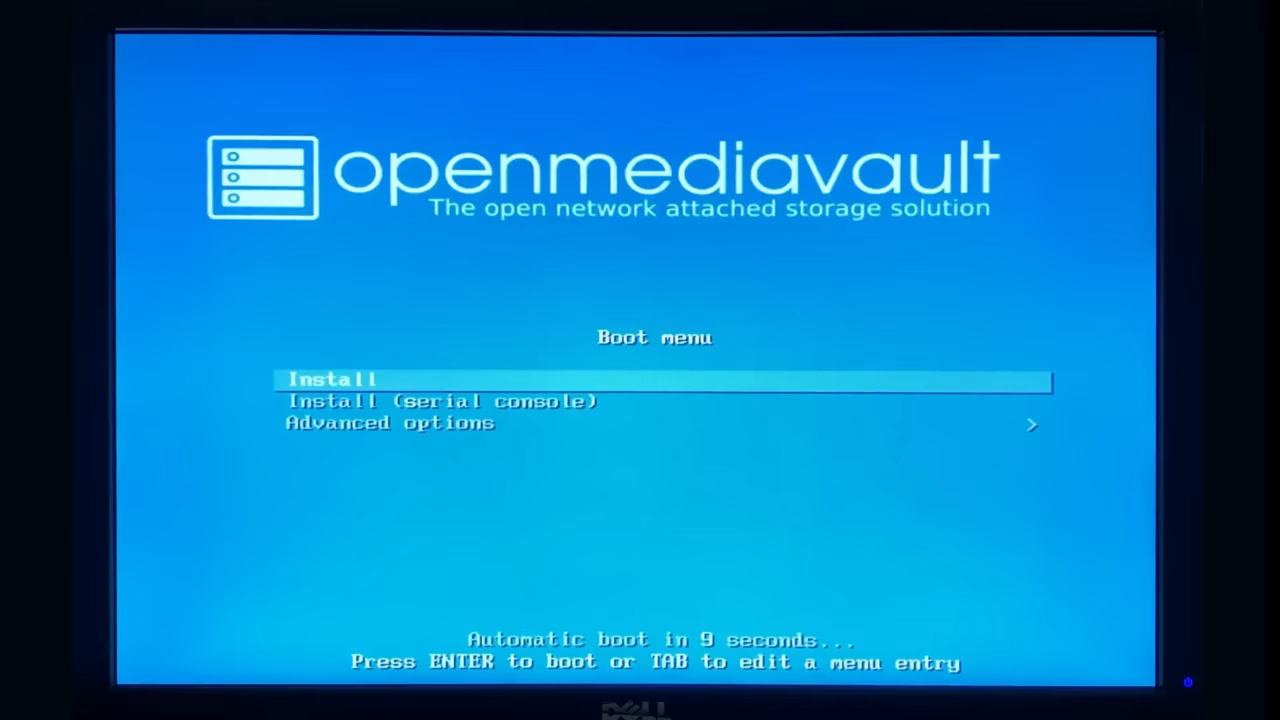 openmediavault
The open network attached storage solution
Boot menu
Install
Install (serial console)
Advanced options >
Automatic boot in 9 seconds...
Press ENTER to boot or TAB to edit a menu entry
DELL